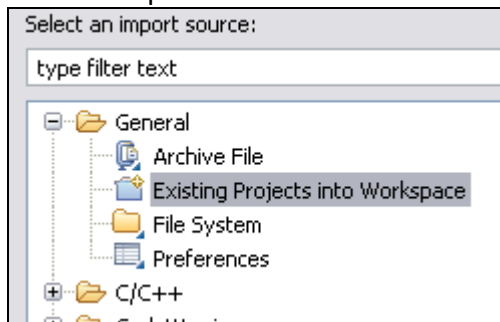 Select an import source:
type filter text
General
Archive File
Existing Projects into Workspace
File System
Preferences
C/C++